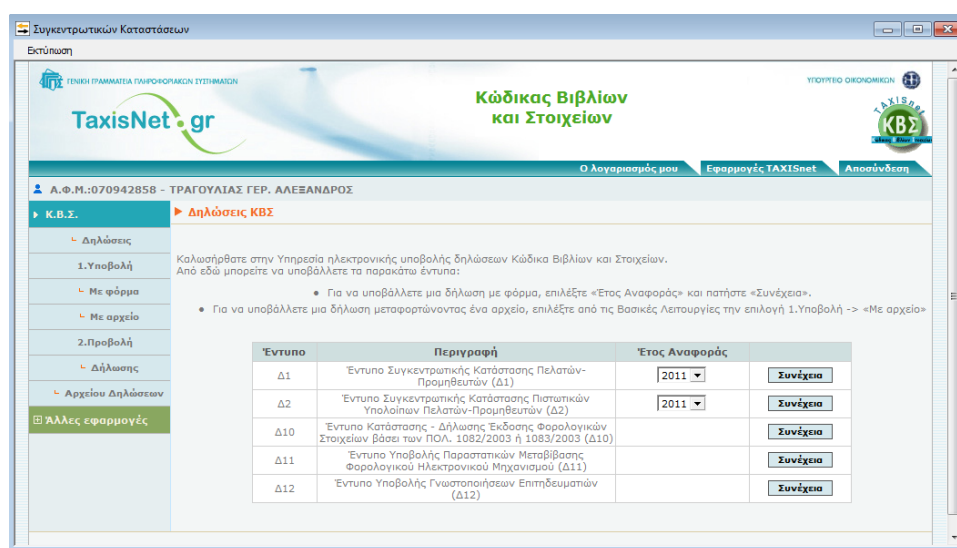 Συγκεντρωτικών Καταστάσεων
Εκτύπωση
ΓΕΝΙΚΗ ΓΡΑΜΜΑΤΕΙΑ ΠΛΗΡΟΦΟΡΙΑΚΩΝ ΣΥΣΤΗΜΑΤΩΝ
ΥΠΟΥΡΓΕΙΟ ΟΙΚΟΝΟΜΙΚΩΝ
TaxisNet.gr
Κώδικας Βιβλίων
και Στοιχείων
TAXISnet
ΚΒΣ
Ο λογαριασμός μου Εφαρμογές TAXISnet Αποσύνδεση
Α.Φ.Μ.:070942858 - ΤΡΑΓΟΥΛΙΑΣ ΓΕΡ. ΑΛΕΞΑΝΔΡΟΣ
Κ.Β.Σ.
Δηλώσεις
1.Υποβολή
Με φόρμα
Με αρχείο
2.Προβολή
Δήλωσης
Αρχείου Δηλώσεων
Άλλες εφαρμογές
Δηλώσεις ΚΒΣ
Καλωσήρθατε στην Υπηρεσία ηλεκτρονικής υποβολής δηλώσεων Κώδικα Βιβλίων και Στοιχείων.
Από εδώ μπορείτε να υποβάλλετε τα παρακάτω έντυπα:
• Για να υποβάλλετε μια δήλωση με φόρμα, επιλέξτε «Έτος Αναφοράς» και πατήστε «Συνέχεια».
• Για να υποβάλλετε μια δήλωση μεταφορτώνοντας ένα αρχείο, επιλέξτε από τις Βασικές Λειτουργίες την επιλογή 1.Υποβολή -> «Με αρχείο»
Έντυπο Περιγραφή Έτος Αναφοράς
Δ1 Έντυπο Συγκεντρωτικής Κατάστασης Πελατών-
Προμηθευτών (Δ1) 2011 Συνέχεια
Δ2 Έντυπο Συγκεντρωτικής Κατάστασης Πιστωτικών
Υπολοίπων Πελατών-Προμηθευτών (Δ2) 2011 Συνέχεια
Δ10 Έντυπο Κατάστασης - Δήλωσης Έκδοσης Φορολογικών
Στοιχείων βάσει των ΠΟΛ. 1082/2003 ή 1083/2003 (Δ10) Συνέχεια
Δ11 Έντυπο Υποβολής Παραστατικών Μεταβίβασης
Φορολογικού Ηλεκτρονικού Μηχανισμού (Δ11) Συνέχεια
Δ12 Έντυπο Υποβολής Γνωστοποιήσεων Επιτηδευματιών
(Δ12) Συνέχεια